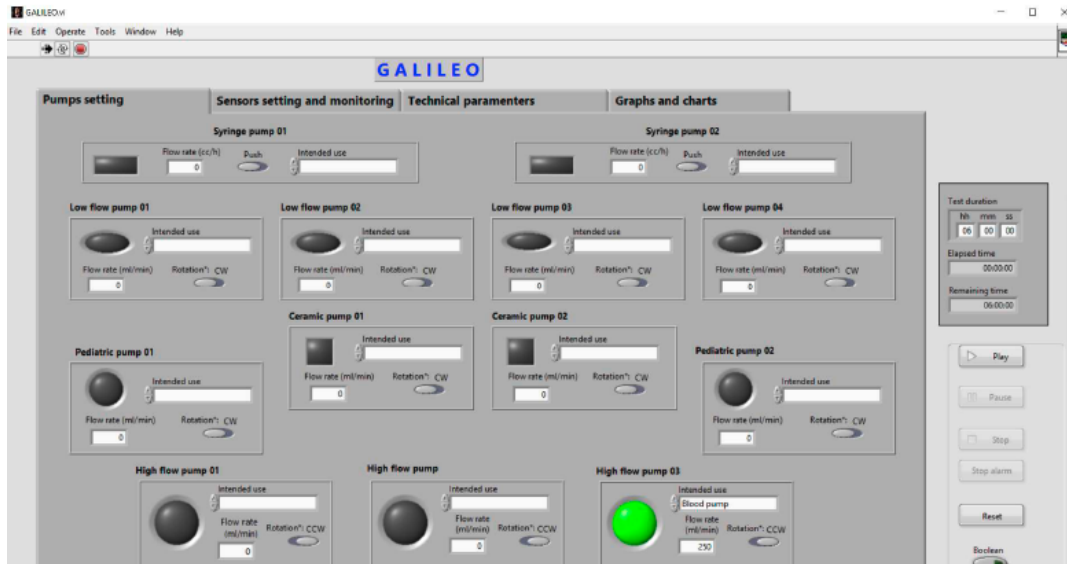 GALILEO.vi
File Edit Operate Tools Window Help
GALILEO
Pumps setting
Sensors setting and monitoring
Technical paramenters
Graphs and charts
Syringe pump 01
Flow rate (cc/h)
0
Push
Intended use
Syringe pump 02
Flow rate (cc/h)
0
Push
Intended use
Low flow pump 01
Intended use
Flow rate (ml/min)
0
Rotation*: CW
Low flow pump 02
Intended use
Flow rate (ml/min)
0
Rotation*: CW
Low flow pump 03
Intended use
Flow rate (ml/min)
0
Rotation*: CW
Low flow pump 04
Intended use
Flow rate (ml/min)
0
Rotation*: CW
Ceramic pump 01
Intended use
Flow rate (ml/min)
0
Rotation*: CW
Ceramic pump 02
Intended use
Flow rate (ml/min)
0
Rotation*: CW
Pediatric pump 01
Intended use
Flow rate (ml/min)
0
Rotation*: CW
Pediatric pump 02
Intended use
Flow rate (ml/min)
0
Rotation*: CW
High flow pump 01
Intended use
Flow rate
(ml/min)
0
Rotation*: CCW
High flow pump
Intended use
Flow rate
(ml/min)
0
Rotation*: CCW
High flow pump 03
Intended use
Blood pump
Flow rate
(ml/min)
250
Rotation*: CCW
Test duration
hh mm ss
06 00 00
Elapsed time
00:00:00
Remaining time
06:00:00
Play
Pause
Stop
Stop alarm
Reset
Boolean